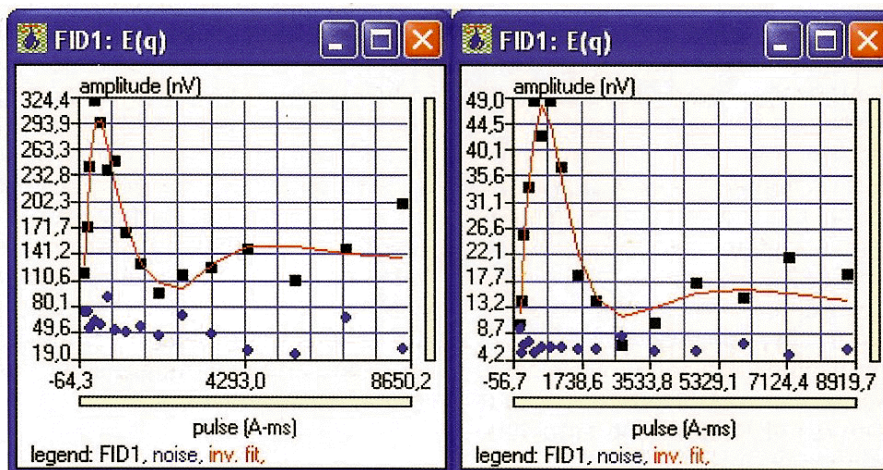 FID1: E(q)
amplitude (nV)
324,4
293,9
263,3
232,8
202,3
171,7
141,2
110,6
80,1
49,6
19,0
-64,3 4293,0 8650,2
pulse (A-ms)
legend: FID1, noise, inv. fit,
FID1: E(q)
amplitude (nV)
49,0
44,5
40,1
35,6
31,1
26,6
22,1
17,7
13,2
8,7
4,2
-56,7 1738,6 3533,8 5329,1 7124,4 8919,7
pulse (A-ms)
legend: FID1, noise, inv. fit,